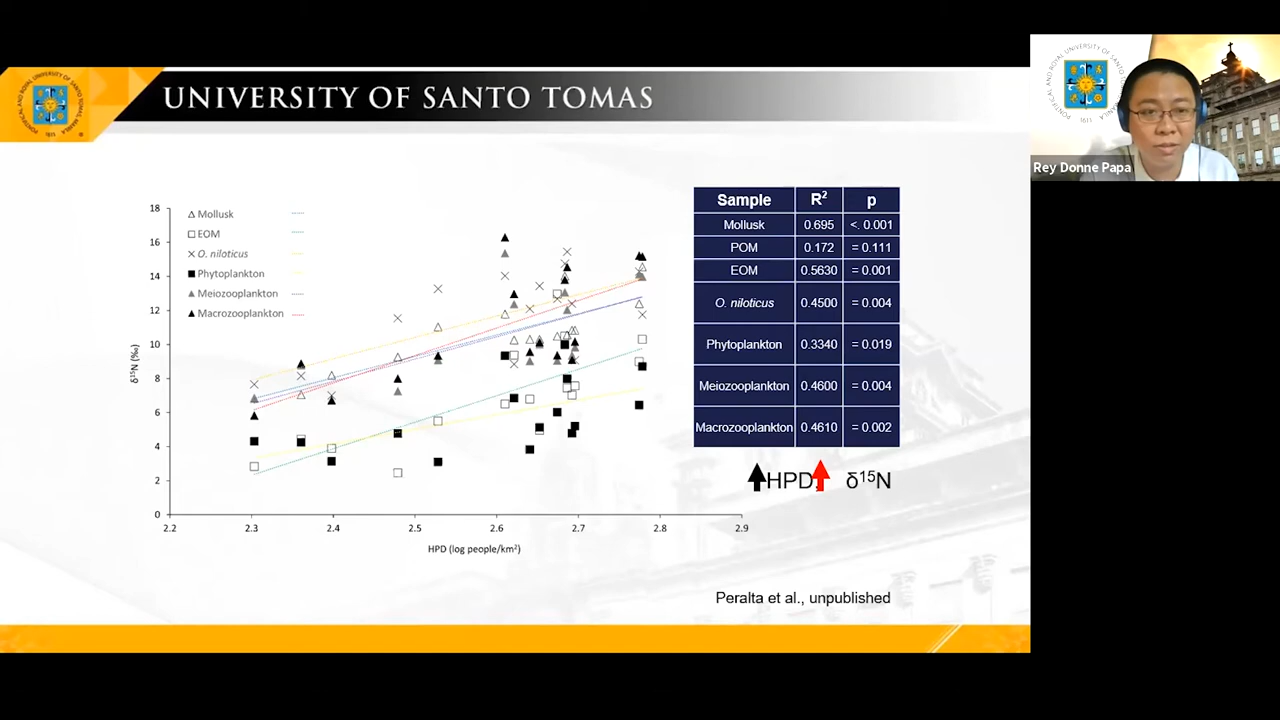 UNIVERSITY OF SANTO TOMAS
Rey Donne Papa
18
16
14
12
10
8
6
4
2
0
δ¹⁵N (‰)
Mollusk
EOM
O. niloticus
Phytoplankton
Meiozooplankton
Macrozooplankton
2.2 2.3 2.4 2.5 2.6 2.7 2.8 2.9
HPD (log people/km²)
Sample R² p
Mollusk 0.695 <. 0.001
POM 0.172 = 0.111
EOM 0.5630 = 0.001
O. niloticus 0.4500 = 0.004
Phytoplankton 0.3340 = 0.019
Meiozooplankton 0.4600 = 0.004
Macrozooplankton 0.4610 = 0.002
HPD, δ¹⁵N
Peralta et al., unpublished